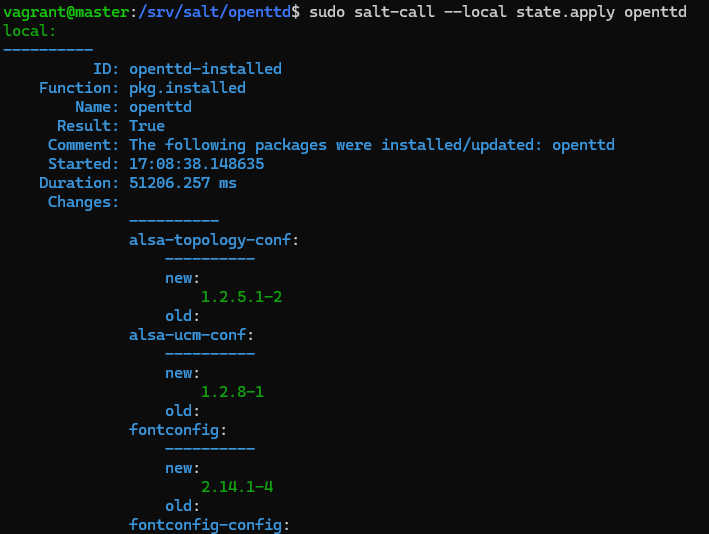 vagrant@master:/srv/salt/openttd$ sudo salt-call --local state.apply openttd
local:
----------
          ID: openttd-installed
    Function: pkg.installed
        Name: openttd
      Result: True
     Comment: The following packages were installed/updated: openttd
     Started: 17:08:38.148635
    Duration: 51206.257 ms
     Changes:
              ----------
              alsa-topology-conf:
                  ----------
                  new:
                      1.2.5.1-2
                  old:
              alsa-ucm-conf:
                  ----------
                  new:
                      1.2.8-1
                  old:
              fontconfig:
                  ----------
                  new:
                      2.14.1-4
                  old:
              fontconfig-config: